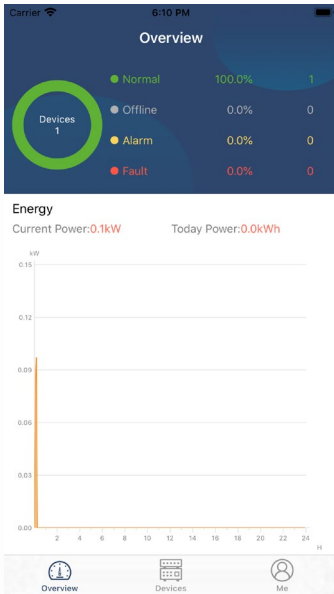 Carrier 6:10 PM
Overview
Normal 100.0% 1
Offline 0.0% 0
Devices
1
Alarm 0.0% 0
Fault 0.0% 0
Energy
Current Power:0.1kW Today Power:0.0kWh
kW
0.15
0.12
0.09
0.06
0.03
0.00
2 4 6 8 10 12 14 16 18 20 22 24
H
Overview Devices Me